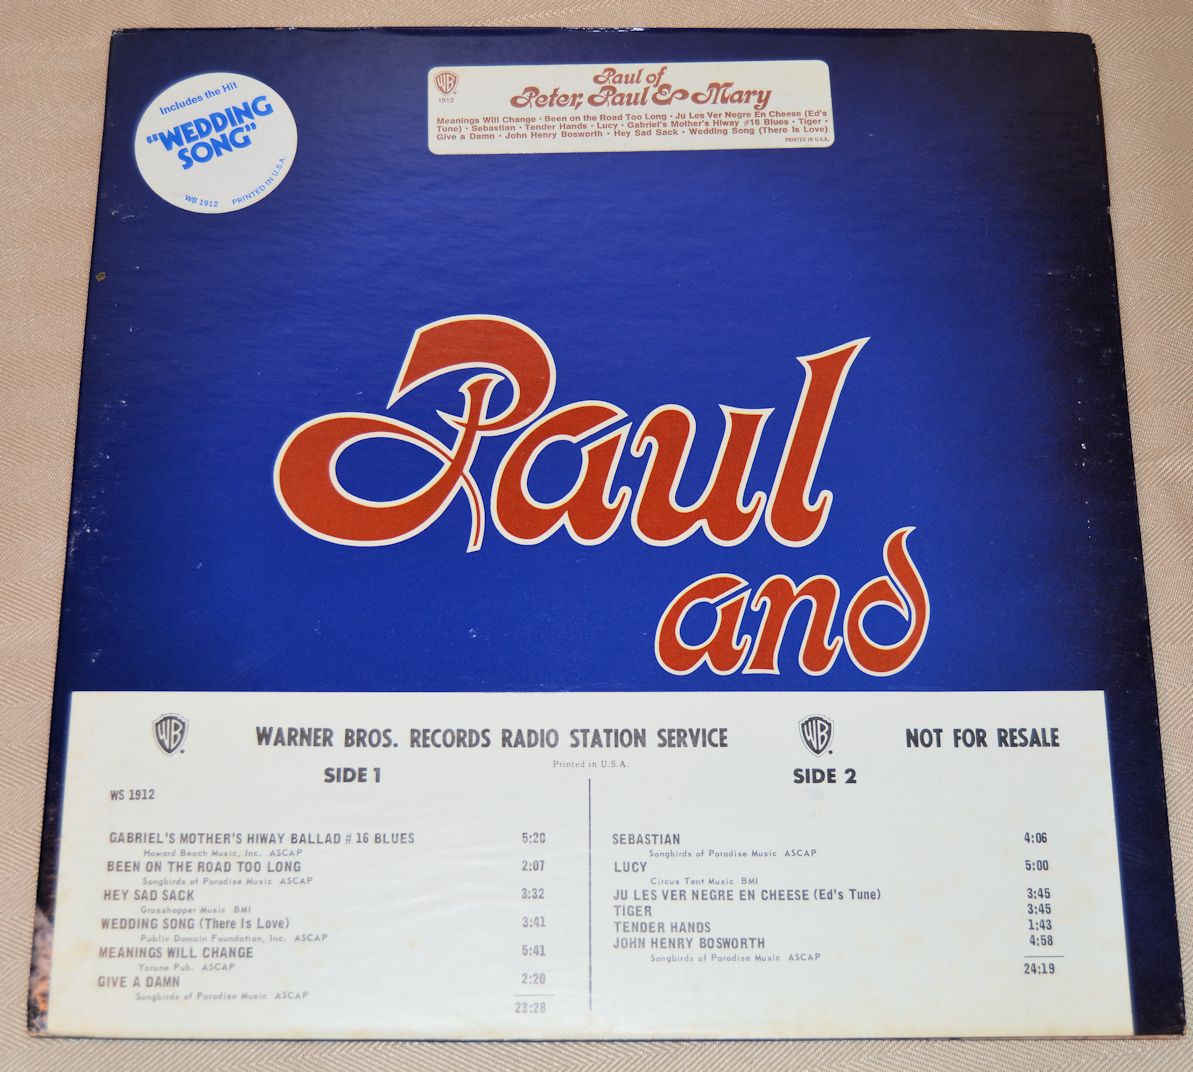 Includes the Hit
"WEDDING
SONG"
WS 1912 PRINTED IN U.S.A.
WB
1912
Paul of
Peter, Paul & Mary
Meanings Will Change · Been on the Road Too Long · Ju Les Ver Negre En Cheese (Ed's
Tune) · Sebastian · Tender Hands · Lucy · Gabriel's Mother's Hiway #16 Blues · Tiger ·
Give a Damn · John Henry Bosworth · Hey Sad Sack · Wedding Song (There Is Love)
PRINTED IN U.S.A.
Paul
and
WB WARNER BROS. RECORDS RADIO STATION SERVICE WB NOT FOR RESALE
Printed in U.S.A.
SIDE 1
WS 1912
GABRIEL'S MOTHER'S HIWAY BALLAD # 16 BLUES 5:20
Howard Beach Music, Inc. ASCAP
BEEN ON THE ROAD TOO LONG 2:07
Songbirds of Paradise Music ASCAP
HEY SAD SACK 3:32
Grasshopper Music BMI
WEDDING SONG (There Is Love) 3:41
Public Domain Foundation, Inc. ASCAP
MEANINGS WILL CHANGE 5:41
Yarone Pub. ASCAP
GIVE A DAMN 2:20
Songbirds of Paradise Music ASCAP
23:28
SIDE 2
SEBASTIAN 4:06
Songbirds of Paradise Music ASCAP
LUCY 5:00
Circus Tent Music BMI
JU LES VER NEGRE EN CHEESE (Ed's Tune) 3:45
TIGER 3:45
TENDER HANDS 1:43
JOHN HENRY BOSWORTH 4:58
Songbirds of Paradise Music ASCAP
24:19